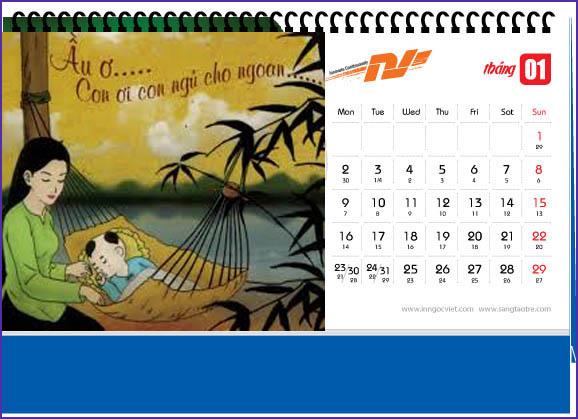 Ầu ơ.....
Con ơi con ngủ cho ngoan.....
tháng 01
Mon Tue Wed Thu Fri Sat Sun
1
29
2 3 4 5 6 7 8
30 1/4 2 3 4 5 6
9 10 11 12 13 14 15
7 8 9 10 11 12 13
16 17 18 19 20 21 22
14 15 16 17 18 19 20
23/30 24/31 25 26 27 28 29
21/28 22/29 23 24 25 26 27
www.inngocviet.com www.sangtaotre.com